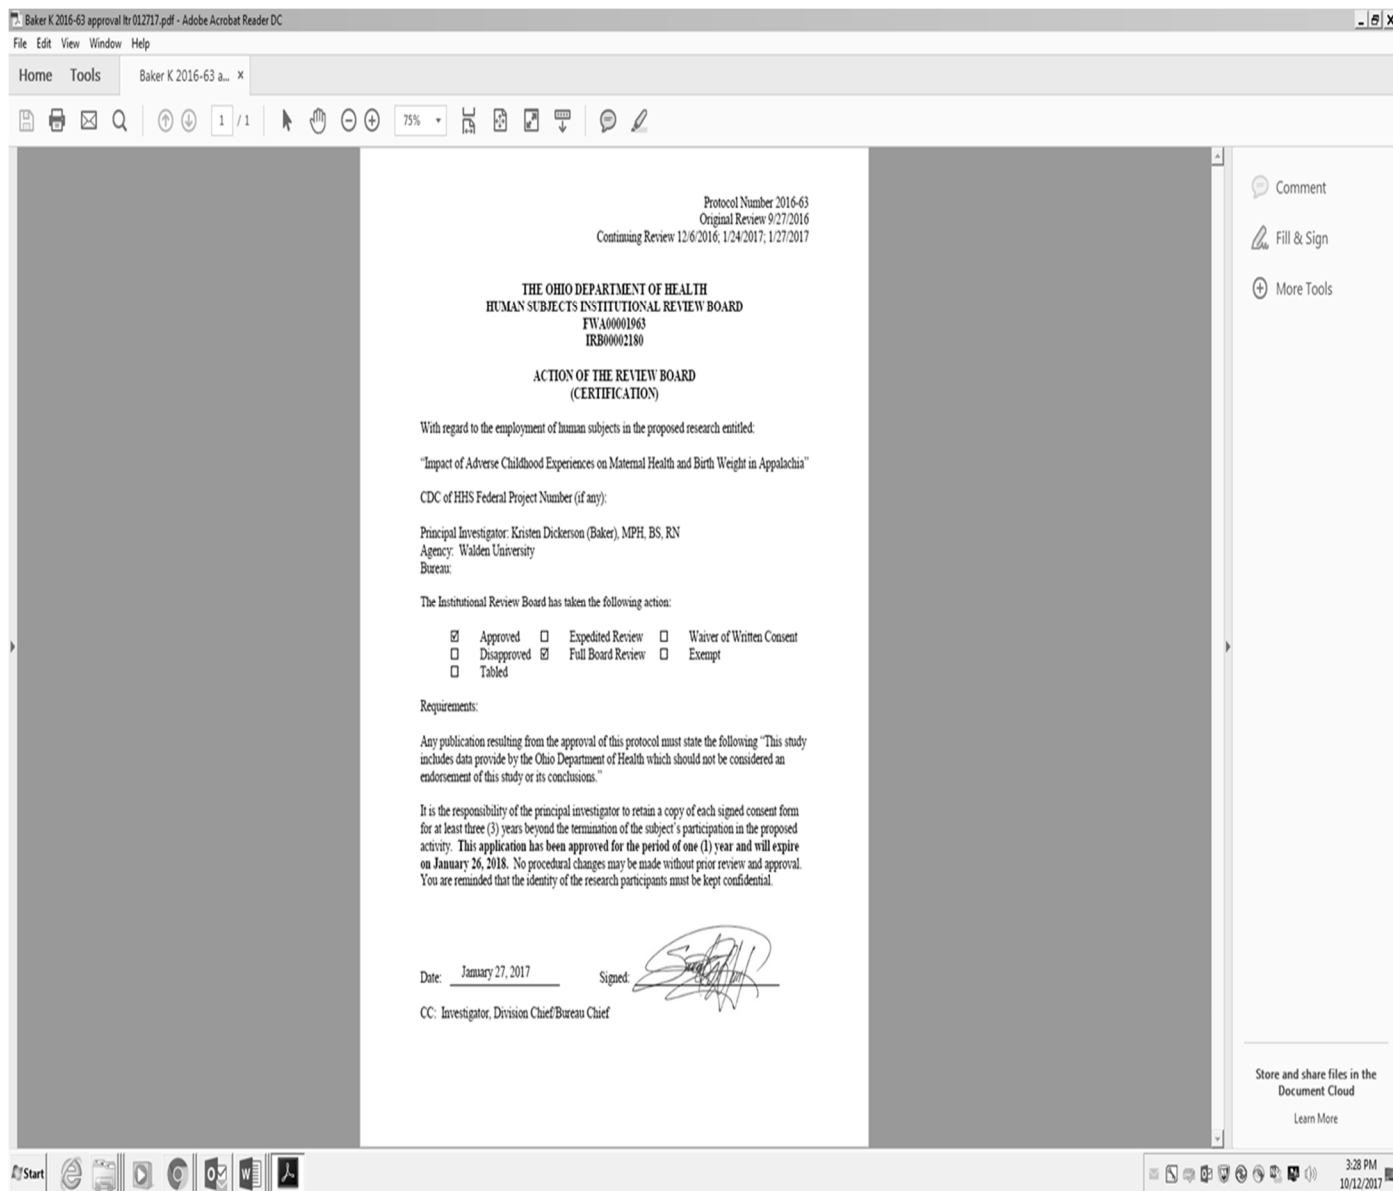 Baker K 2016-63 approval ltr 012717.pdf - Adobe Acrobat Reader DC
File Edit View Window Help
Home Tools Baker K 2016-63 a... x
1 / 1 75%
Protocol Number 2016-63
Original Review 9/27/2016
Continuing Review 12/6/2016; 1/24/2017; 1/27/2017
THE OHIO DEPARTMENT OF HEALTH
HUMAN SUBJECTS INSTITUTIONAL REVIEW BOARD
FWA00001963
IRB00002180
ACTION OF THE REVIEW BOARD
(CERTIFICATION)
With regard to the employment of human subjects in the proposed research entitled:
“Impact of Adverse Childhood Experiences on Maternal Health and Birth Weight in Appalachia”
CDC of HHS Federal Project Number (if any):
Principal Investigator: Kristen Dickerson (Baker), MPH, BS, RN
Agency: Walden University
Bureau:
The Institutional Review Board has taken the following action:
☑ Approved ☐ Expedited Review ☐ Waiver of Written Consent
☐ Disapproved ☑ Full Board Review ☐ Exempt
☐ Tabled
Requirements:
Any publication resulting from the approval of this protocol must state the following “This study
includes data provide by the Ohio Department of Health which should not be considered an
endorsement of this study or its conclusions.”
It is the responsibility of the principal investigator to retain a copy of each signed consent form
for at least three (3) years beyond the termination of the subject’s participation in the proposed
activity. This application has been approved for the period of one (1) year and will expire
on January 26, 2018. No procedural changes may be made without prior review and approval.
You are reminded that the identity of the research participants must be kept confidential.
Date: January 27, 2017 Signed:
CC: Investigator, Division Chief/Bureau Chief
Comment
Fill & Sign
More Tools
Store and share files in the
Document Cloud
Learn More
Start
3:28 PM
10/12/2017